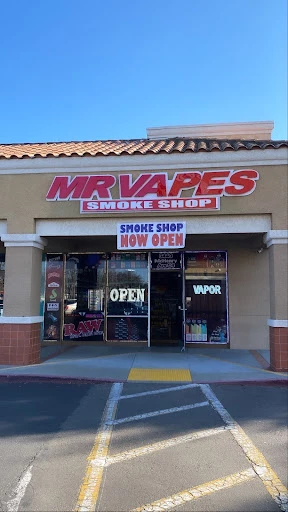 MR VAPES
SMOKE SHOP
SMOKE SHOP
NOW OPEN
OPEN
VAPOR
RAW